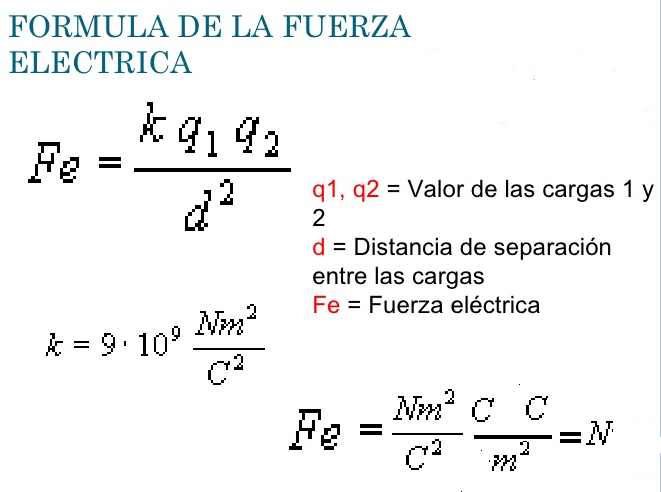 FORMULA DE LA FUERZA
ELECTRICA
Fe = k q₁ q₂ / d²
q1, q2 = Valor de las cargas 1 y
2
d = Distancia de separación
entre las cargas
Fe = Fuerza eléctrica
k = 9 · 10⁹ Nm² / C²
Fe = Nm² / C² C C / m² = N